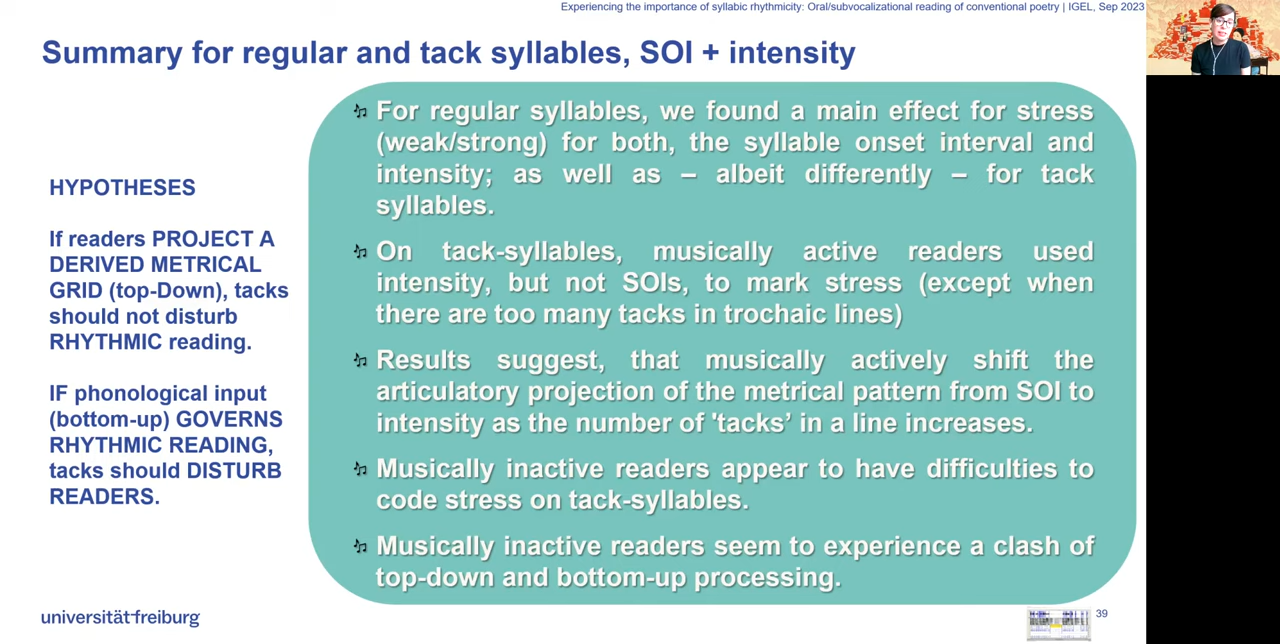 Experiencing the importance of syllabic rhythmicity: Oral/subvocalizational reading of conventional poetry | IGEL, Sep 2023
Summary for regular and tack syllables, SOI + intensity
HYPOTHESES
If readers PROJECT A
DERIVED METRICAL
GRID (top-Down), tacks
should not disturb
RHYTHMIC reading.
IF phonological input
(bottom-up) GOVERNS
RHYTHMIC READING,
tacks should DISTURB
READERS.
For regular syllables, we found a main effect for stress
(weak/strong) for both, the syllable onset interval and
intensity; as well as – albeit differently – for tack
syllables.
On tack-syllables, musically active readers used
intensity, but not SOIs, to mark stress (except when
there are too many tacks in trochaic lines)
Results suggest, that musically actively shift the
articulatory projection of the metrical pattern from SOI to
intensity as the number of 'tacks’ in a line increases.
Musically inactive readers appear to have difficulties to
code stress on tack-syllables.
Musically inactive readers seem to experience a clash of
top-down and bottom-up processing.
universität freiburg
39